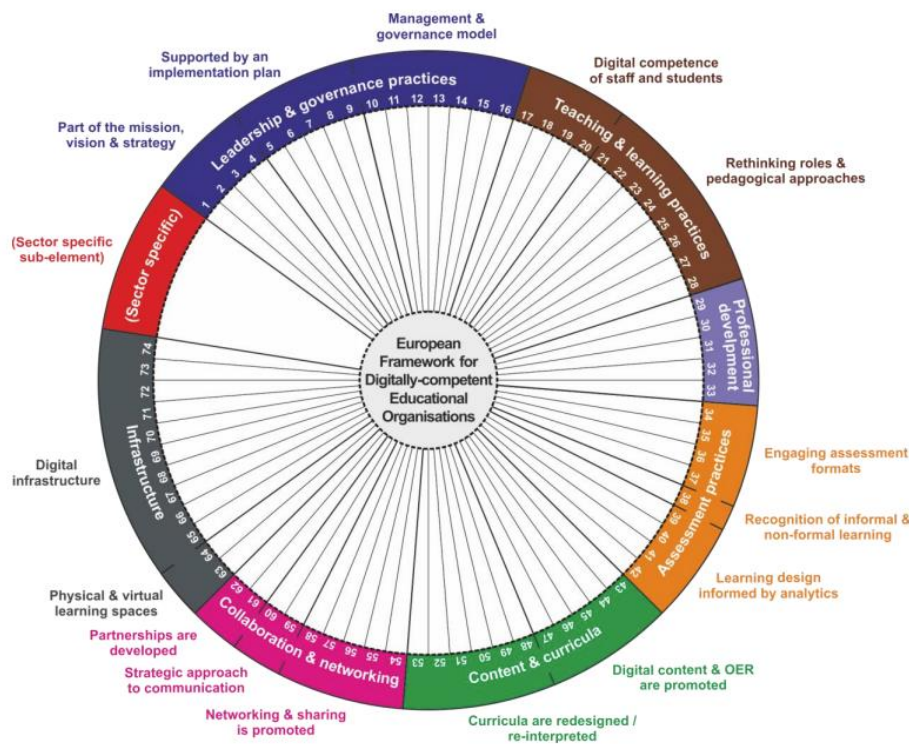 Management &
governance model
Supported by an
implementation plan
Part of the mission,
vision & strategy
(Sector specific
sub-element)
Digital
infrastructure
Physical & virtual
learning spaces
Partnerships are
developed
Strategic approach
to communication
Networking & sharing
is promoted
Curricula are redesigned /
re-interpreted
Digital content & OER
are promoted
Learning design
informed by analytics
Recognition of informal &
non-formal learning
Engaging assessment
formats
Rethinking roles &
pedagogical approaches
Digital competence
of staff and students
Leadership & governance practices
1 2 3 4 5 6 7 8 9 10 11 12 13 14 15 16
Teaching & learning practices
17 18 19 20 21 22 23 24 25 26 27 28
Professional
develpment
29 30 31 32 33
Assessment practices
34 35 36 37 38 39 40 41 42
Content & curricula
43 44 45 46 47 48 49 50 51 52 53
Collaboration & networking
54 55 56 57 58 59 60 61 62
Infrastructure
63 64 65 66 67 68 69 70 71 72 73 74
(Sector specific)
European
Framework for
Digitally-competent
Educational
Organisations